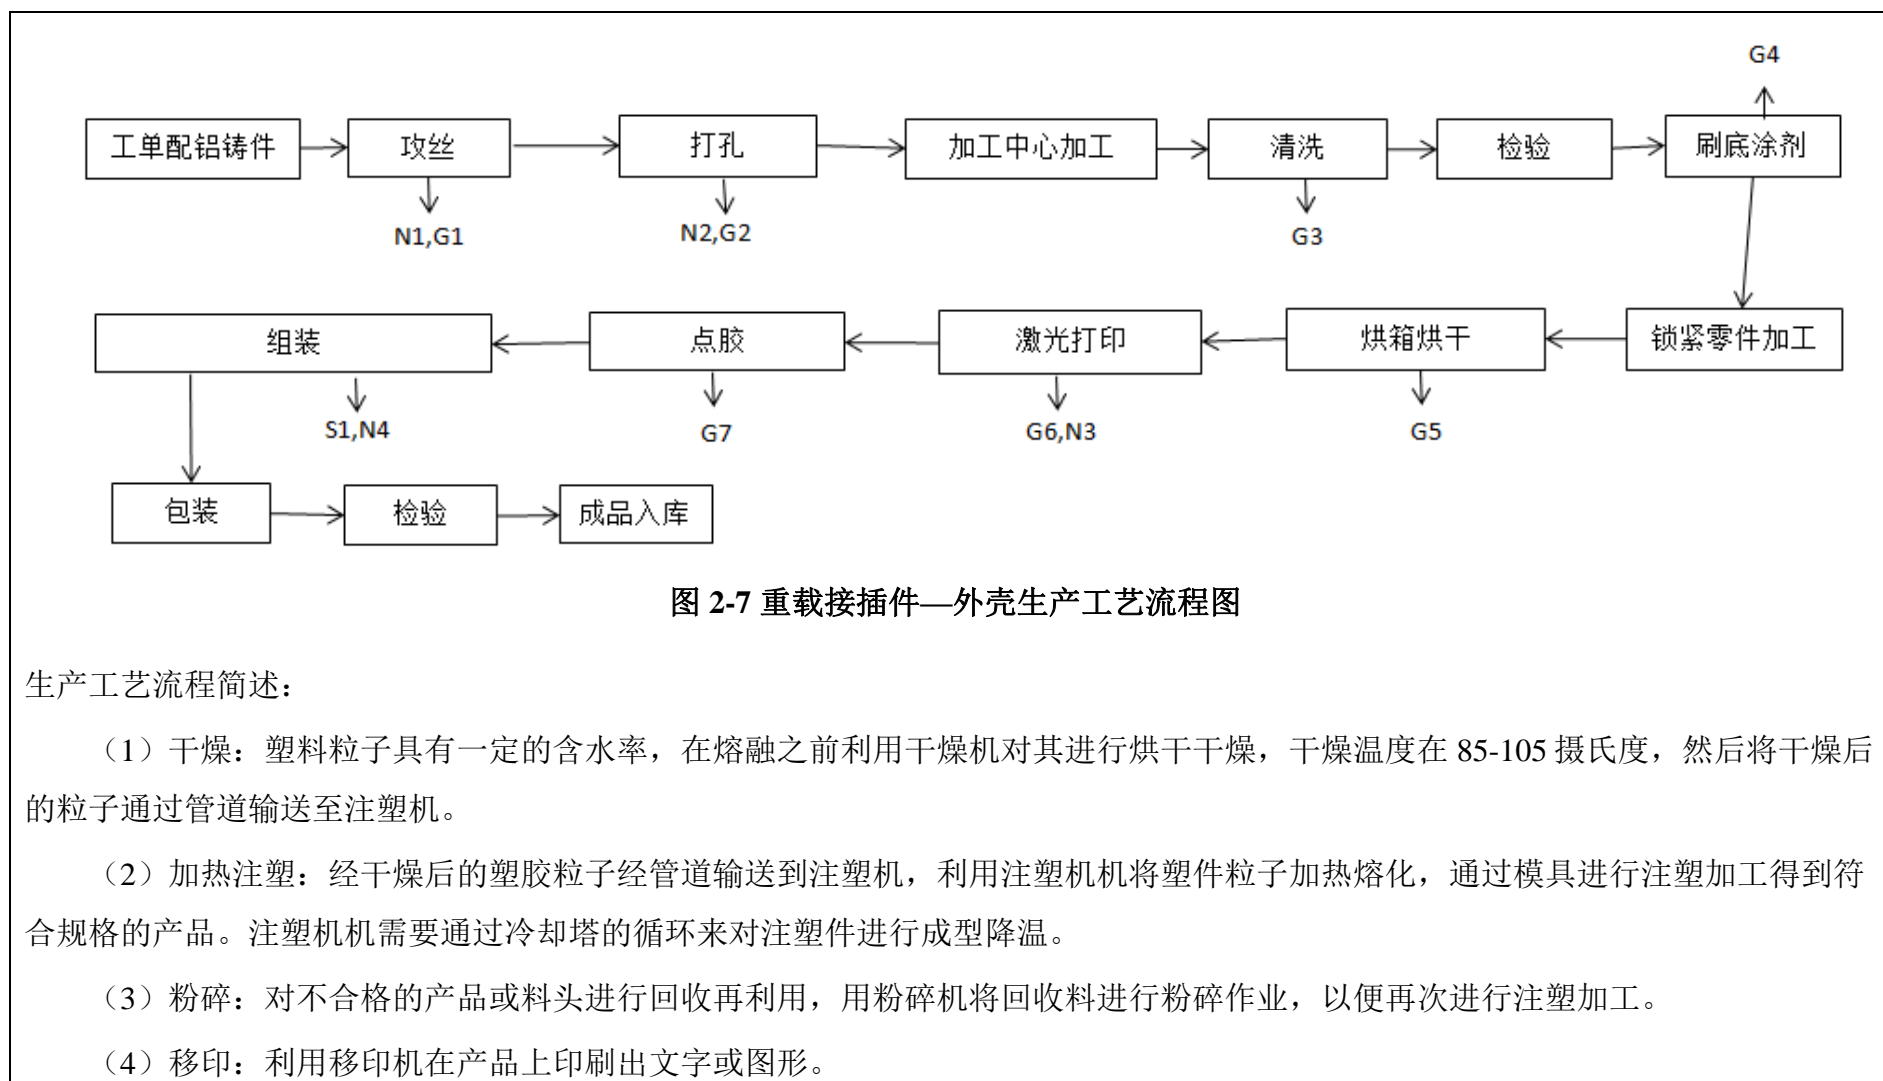 G4
工单配铝铸件 攻丝 打孔 加工中心加工 清洗 检验 刷底涂剂
N1,G1 N2,G2 G3
组装 点胶 激光打印 烘箱烘干 锁紧零件加工
S1,N4 G7 G6,N3 G5
包装 检验 成品入库
图 2-7 重载接插件—外壳生产工艺流程图
生产工艺流程简述：
（1）干燥：塑料粒子具有一定的含水率，在熔融之前利用干燥机对其进行烘干干燥，干燥温度在 85-105 摄氏度，然后将干燥后
的粒子通过管道输送至注塑机。
（2）加热注塑：经干燥后的塑胶粒子经管道输送到注塑机，利用注塑机机将塑件粒子加热熔化，通过模具进行注塑加工得到符
合规格的产品。注塑机机需要通过冷却塔的循环来对注塑件进行成型降温。
（3）粉碎：对不合格的产品或料头进行回收再利用，用粉碎机将回收料进行粉碎作业，以便再次进行注塑加工。
（4）移印：利用移印机在产品上印刷出文字或图形。